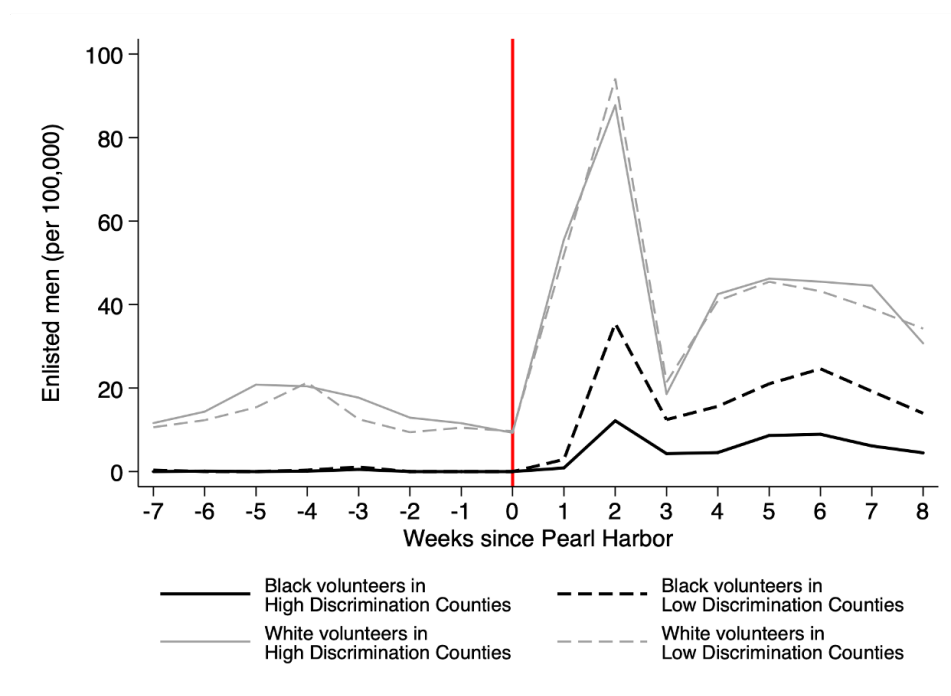 100
80
60
40
20
0
Enlisted men (per 100,000)
-7 -6 -5 -4 -3 -2 -1 0 1 2 3 4 5 6 7 8
Weeks since Pearl Harbor
Black volunteers in
High Discrimination Counties
Black volunteers in
Low Discrimination Counties
White volunteers in
High Discrimination Counties
White volunteers in
Low Discrimination Counties